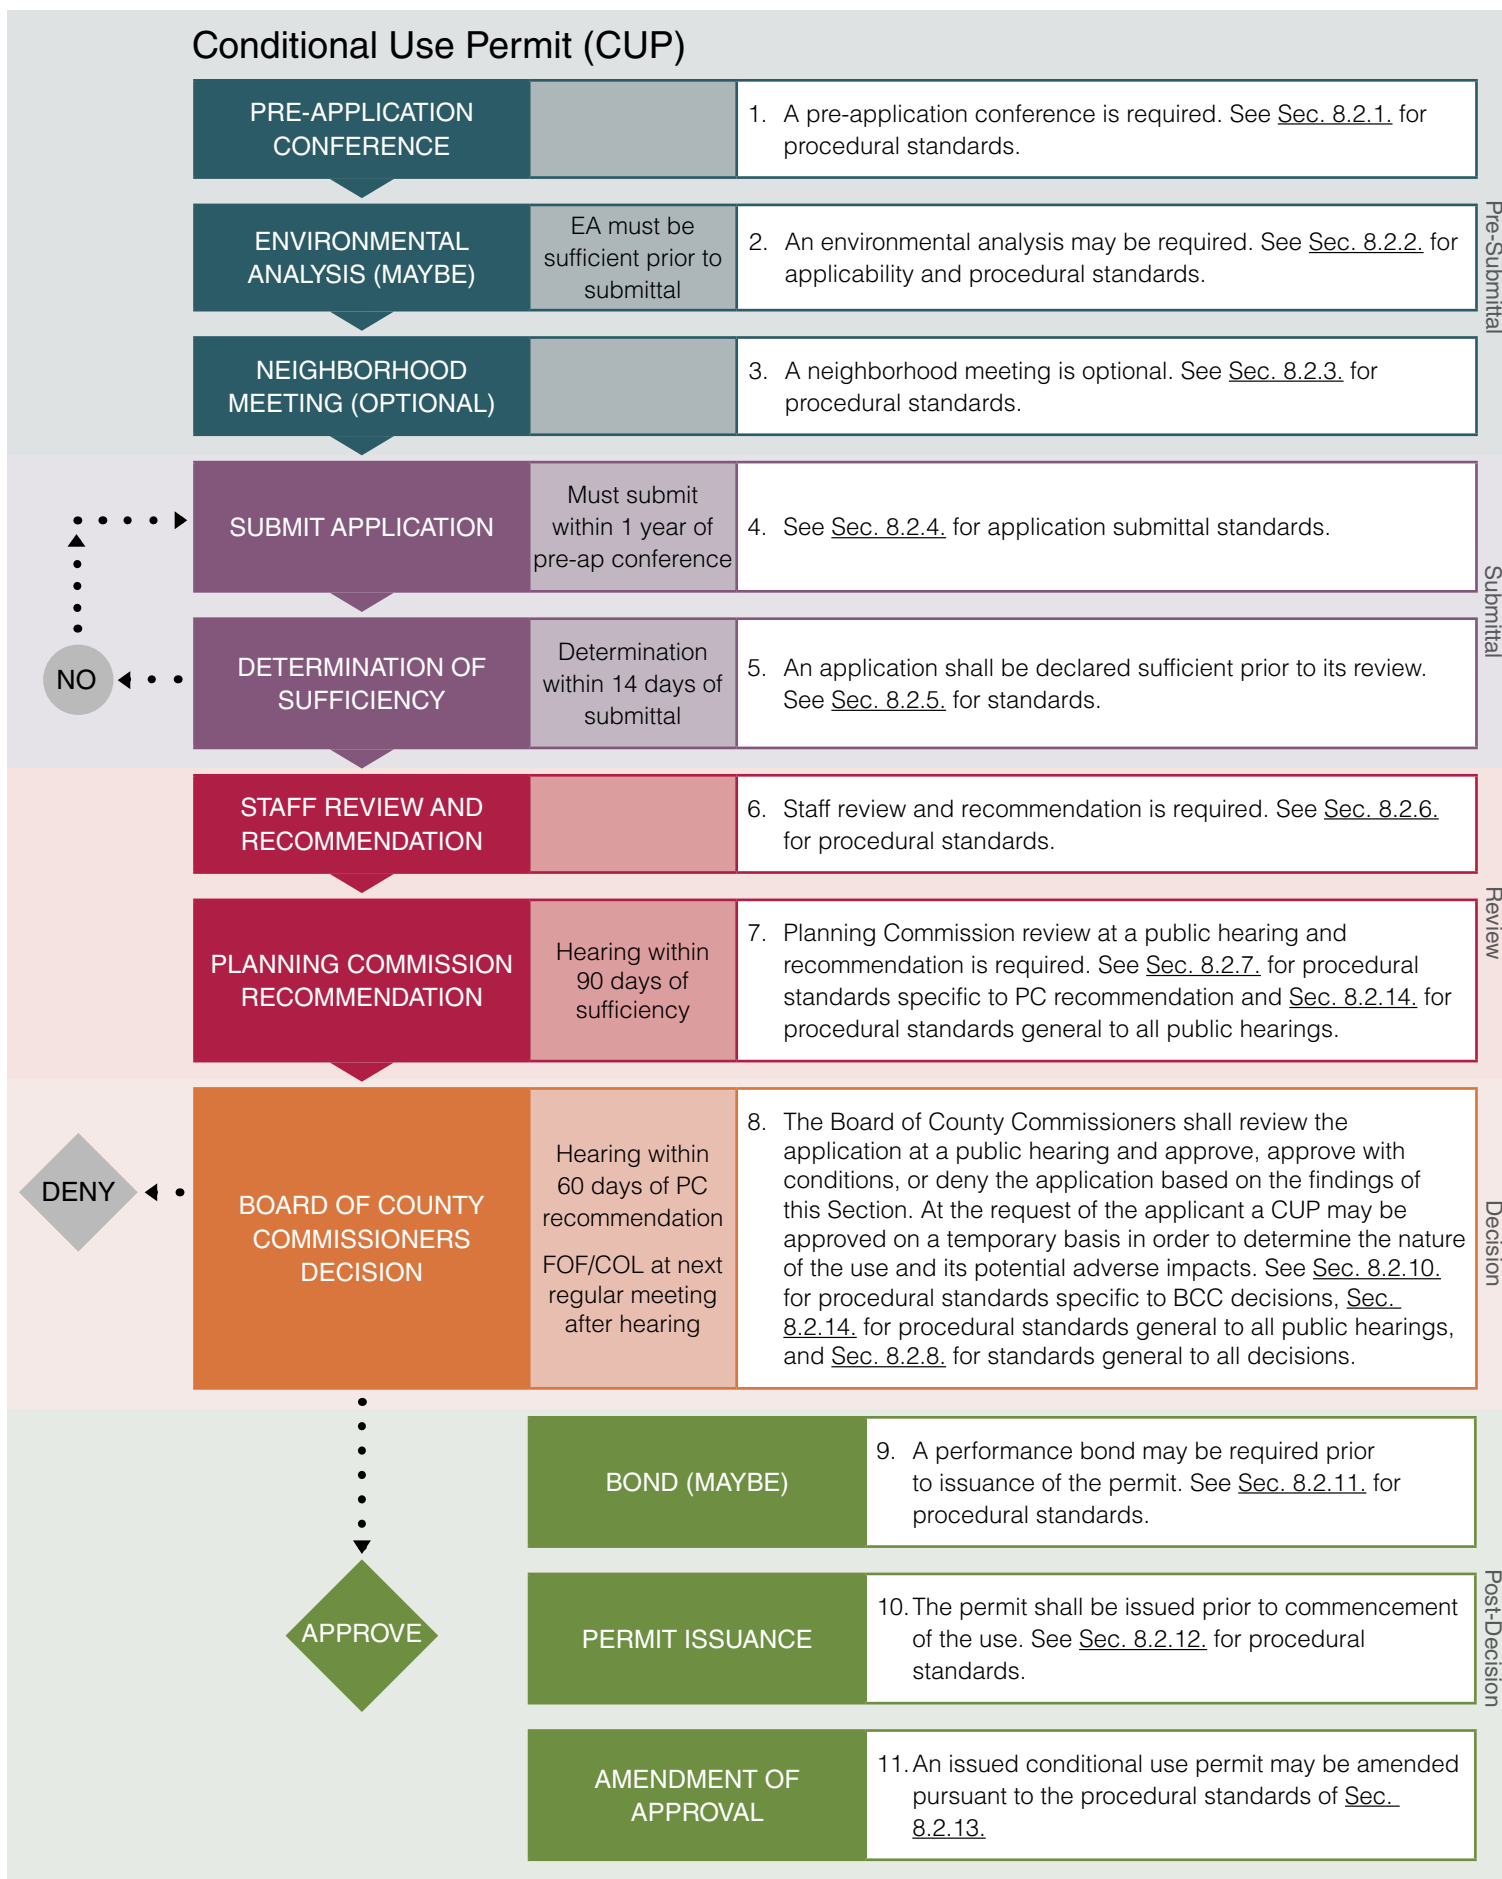 Conditional Use Permit (CUP)
PRE-APPLICATION
CONFERENCE
1. A pre-application conference is required. See Sec. 8.2.1. for
procedural standards.
ENVIRONMENTAL
ANALYSIS (MAYBE)
EA must be
sufficient prior to
submittal
2. An environmental analysis may be required. See Sec. 8.2.2. for
applicability and procedural standards.
NEIGHBORHOOD
MEETING (OPTIONAL)
3. A neighborhood meeting is optional. See Sec. 8.2.3. for
procedural standards.
Pre-Submittal
SUBMIT APPLICATION
Must submit
within 1 year of
pre-ap conference
4. See Sec. 8.2.4. for application submittal standards.
NO
DETERMINATION OF
SUFFICIENCY
Determination
within 14 days of
submittal
5. An application shall be declared sufficient prior to its review.
See Sec. 8.2.5. for standards.
Submittal
STAFF REVIEW AND
RECOMMENDATION
6. Staff review and recommendation is required. See Sec. 8.2.6.
for procedural standards.
PLANNING COMMISSION
RECOMMENDATION
Hearing within
90 days of
sufficiency
7. Planning Commission review at a public hearing and
recommendation is required. See Sec. 8.2.7. for procedural
standards specific to PC recommendation and Sec. 8.2.14. for
procedural standards general to all public hearings.
Review
DENY
BOARD OF COUNTY
COMMISSIONERS
DECISION
Hearing within
60 days of PC
recommendation
FOF/COL at next
regular meeting
after hearing
8. The Board of County Commissioners shall review the
application at a public hearing and approve, approve with
conditions, or deny the application based on the findings of
this Section. At the request of the applicant a CUP may be
approved on a temporary basis in order to determine the nature
of the use and its potential adverse impacts. See Sec. 8.2.10.
for procedural standards specific to BCC decisions, Sec.
8.2.14. for procedural standards general to all public hearings,
and Sec. 8.2.8. for standards general to all decisions.
Decision
BOND (MAYBE)
9. A performance bond may be required prior
to issuance of the permit. See Sec. 8.2.11. for
procedural standards.
APPROVE
PERMIT ISSUANCE
10. The permit shall be issued prior to commencement
of the use. See Sec. 8.2.12. for procedural
standards.
AMENDMENT OF
APPROVAL
11. An issued conditional use permit may be amended
pursuant to the procedural standards of Sec.
8.2.13.
Post-Decision